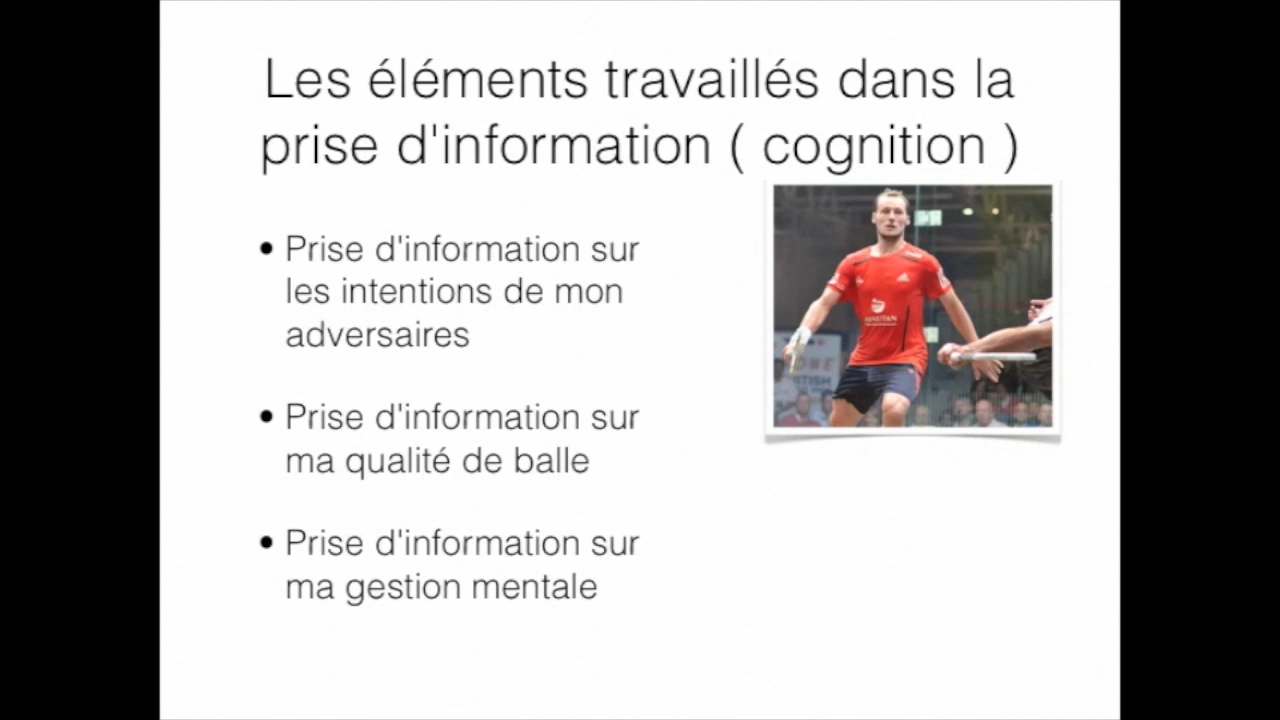 Les éléments travaillés dans la
prise d'information ( cognition )
• Prise d'information sur
les intentions de mon
adversaires
• Prise d'information sur
ma qualité de balle
• Prise d'information sur
ma gestion mentale